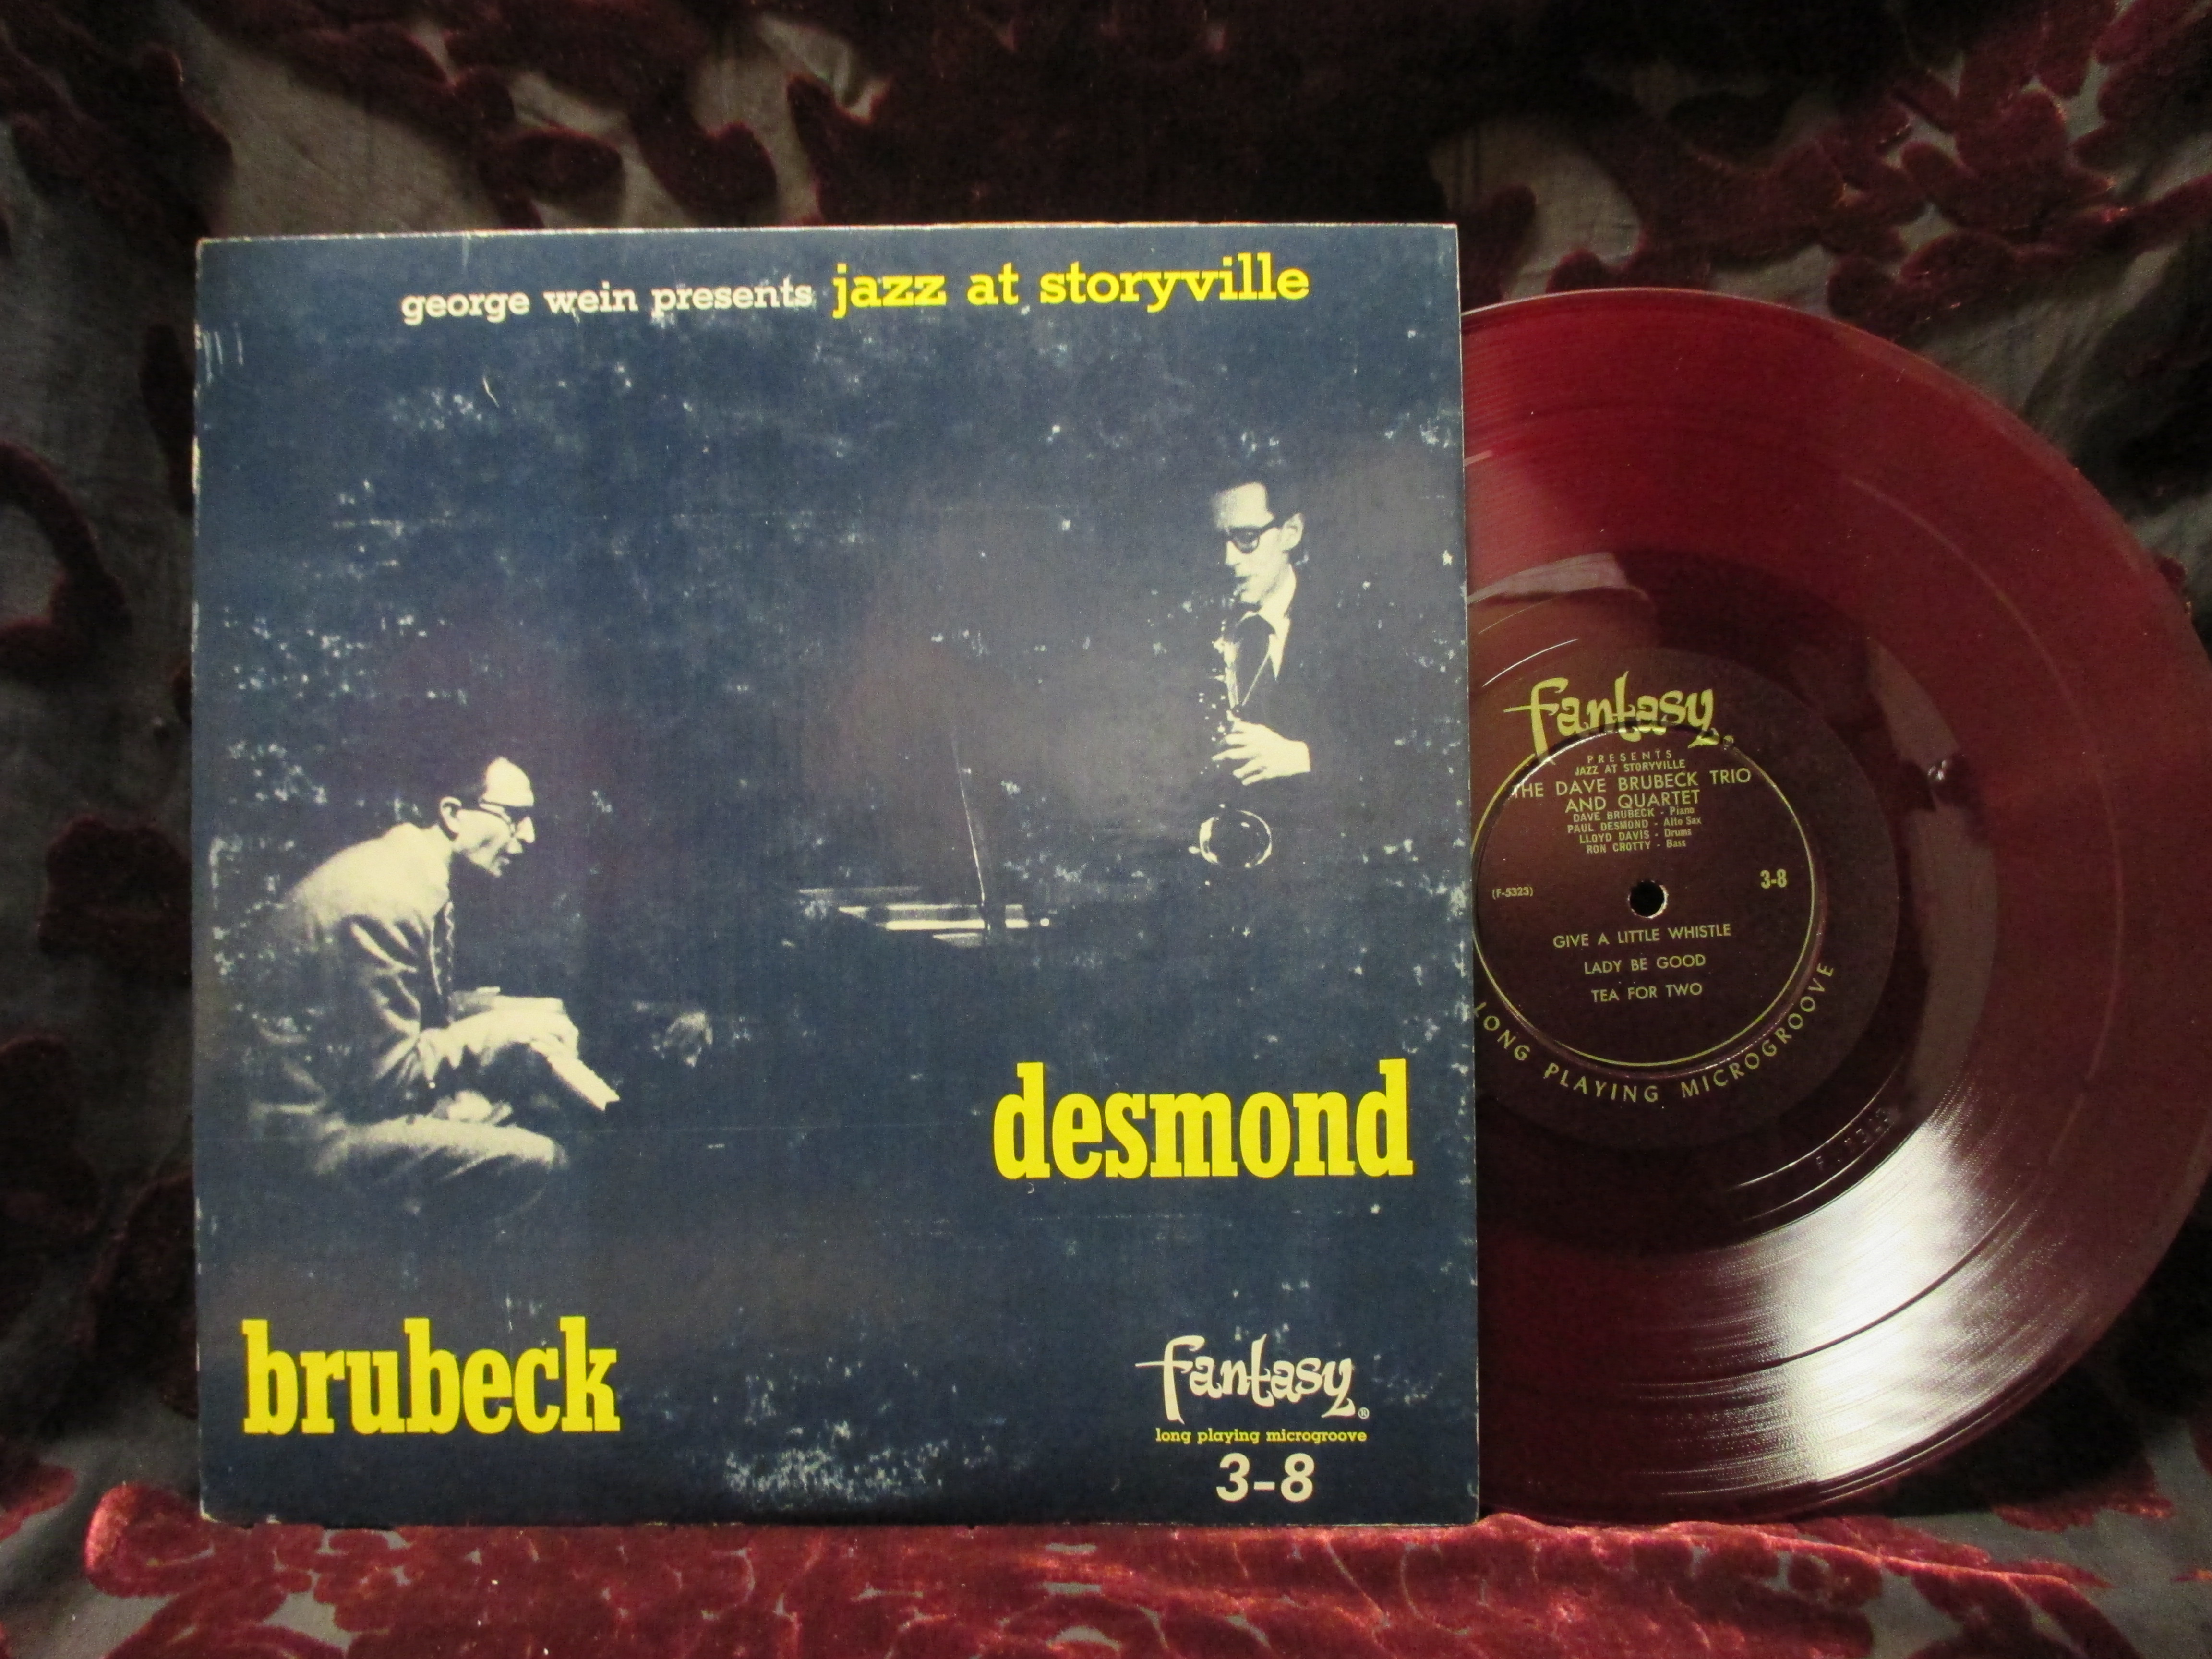 george wein presents jazz at storyville
desmond
brubeck
fantasy®
long playing microgroove
3-8
fantasy
PRESENTS
JAZZ AT STORYVILLE
THE DAVE BRUBECK TRIO
AND QUARTET
DAVE BRUBECK - Piano
PAUL DESMOND - Alto Sax
LLOYD DAVIS - Drums
RON CROTTY - Bass
(F-5323)
3-8
GIVE A LITTLE WHISTLE
LADY BE GOOD
TEA FOR TWO
LONG PLAYING MICROGROOVE